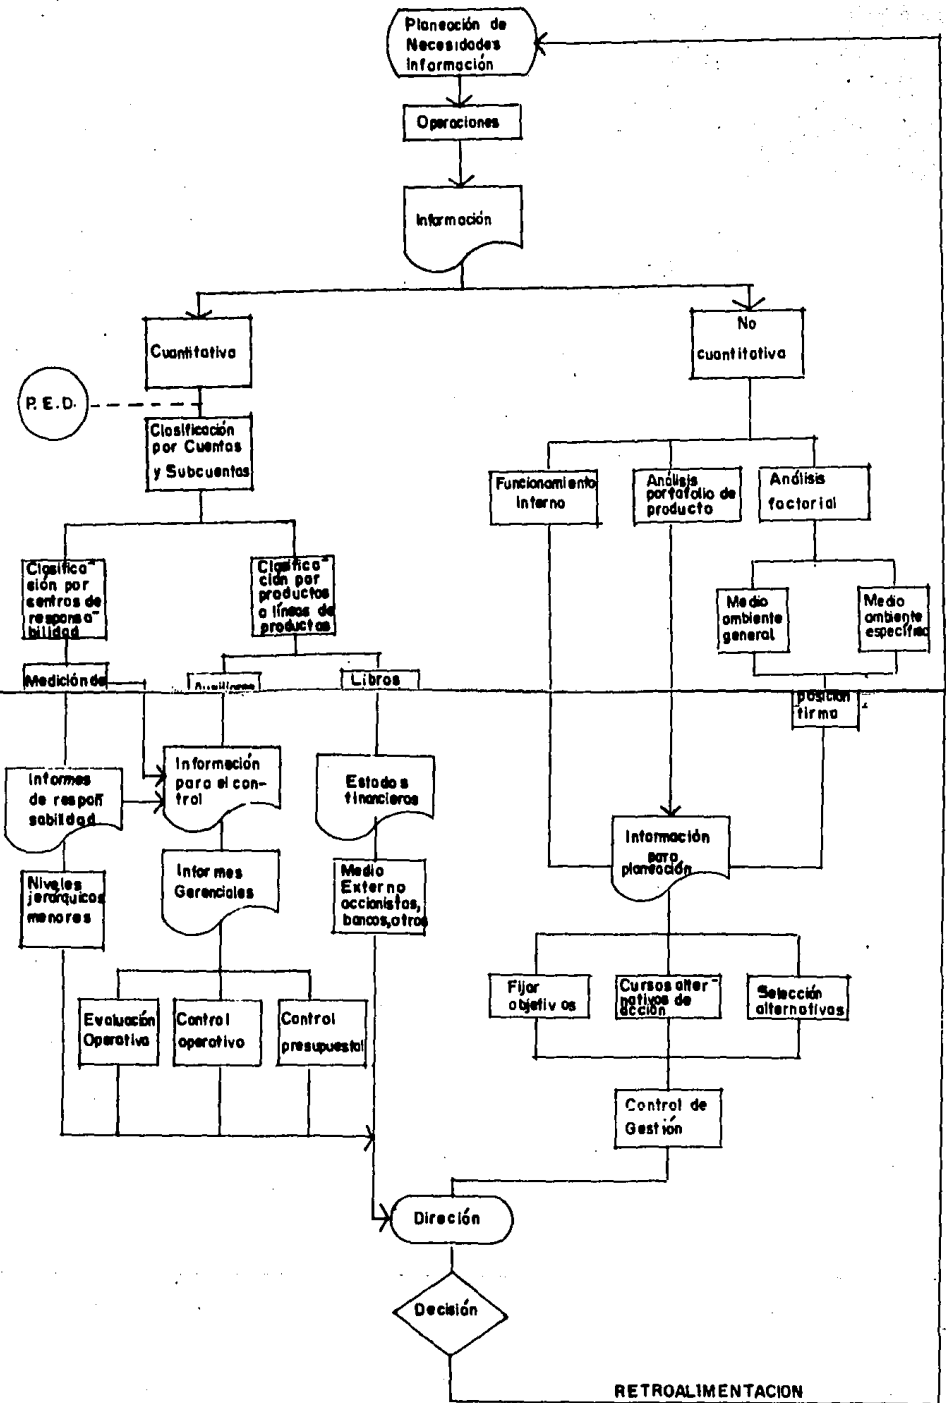 Planeación de
Necesidades
Información
Operaciones
Información
Cuantitativa
No
cuantitativa
P. E. D.
Clasificación
por Cuentas
y Subcuentas
Funcionamiento
Interno
Análisis
portafolio de
producto
Análisis
factorial
Clasifica-
sión por
sentros de
responsa-
bilidad
Clasifica-
ción por
productos
o líneas de
productos
Medio
ambiente
general
Medio
ambiente
específico
Medición de
Libros
posición
firma
Informes
de respon
sabilidad
Información
para el con-
trol
Estados
financieros
Información
para
planeación
Niveles
jerárquicos
menores
Informes
Gerenciales
Medio
Externo
accionistas,
bancos, otros
Fijar
objetivos
Cursos alter-
nativos de
acción
Selección
alternativas
Evaluación
Operativa
Control
operativo
Control
presupuestal
Control de
Gestión
Direción
Decisión
RETROALIMENTACION